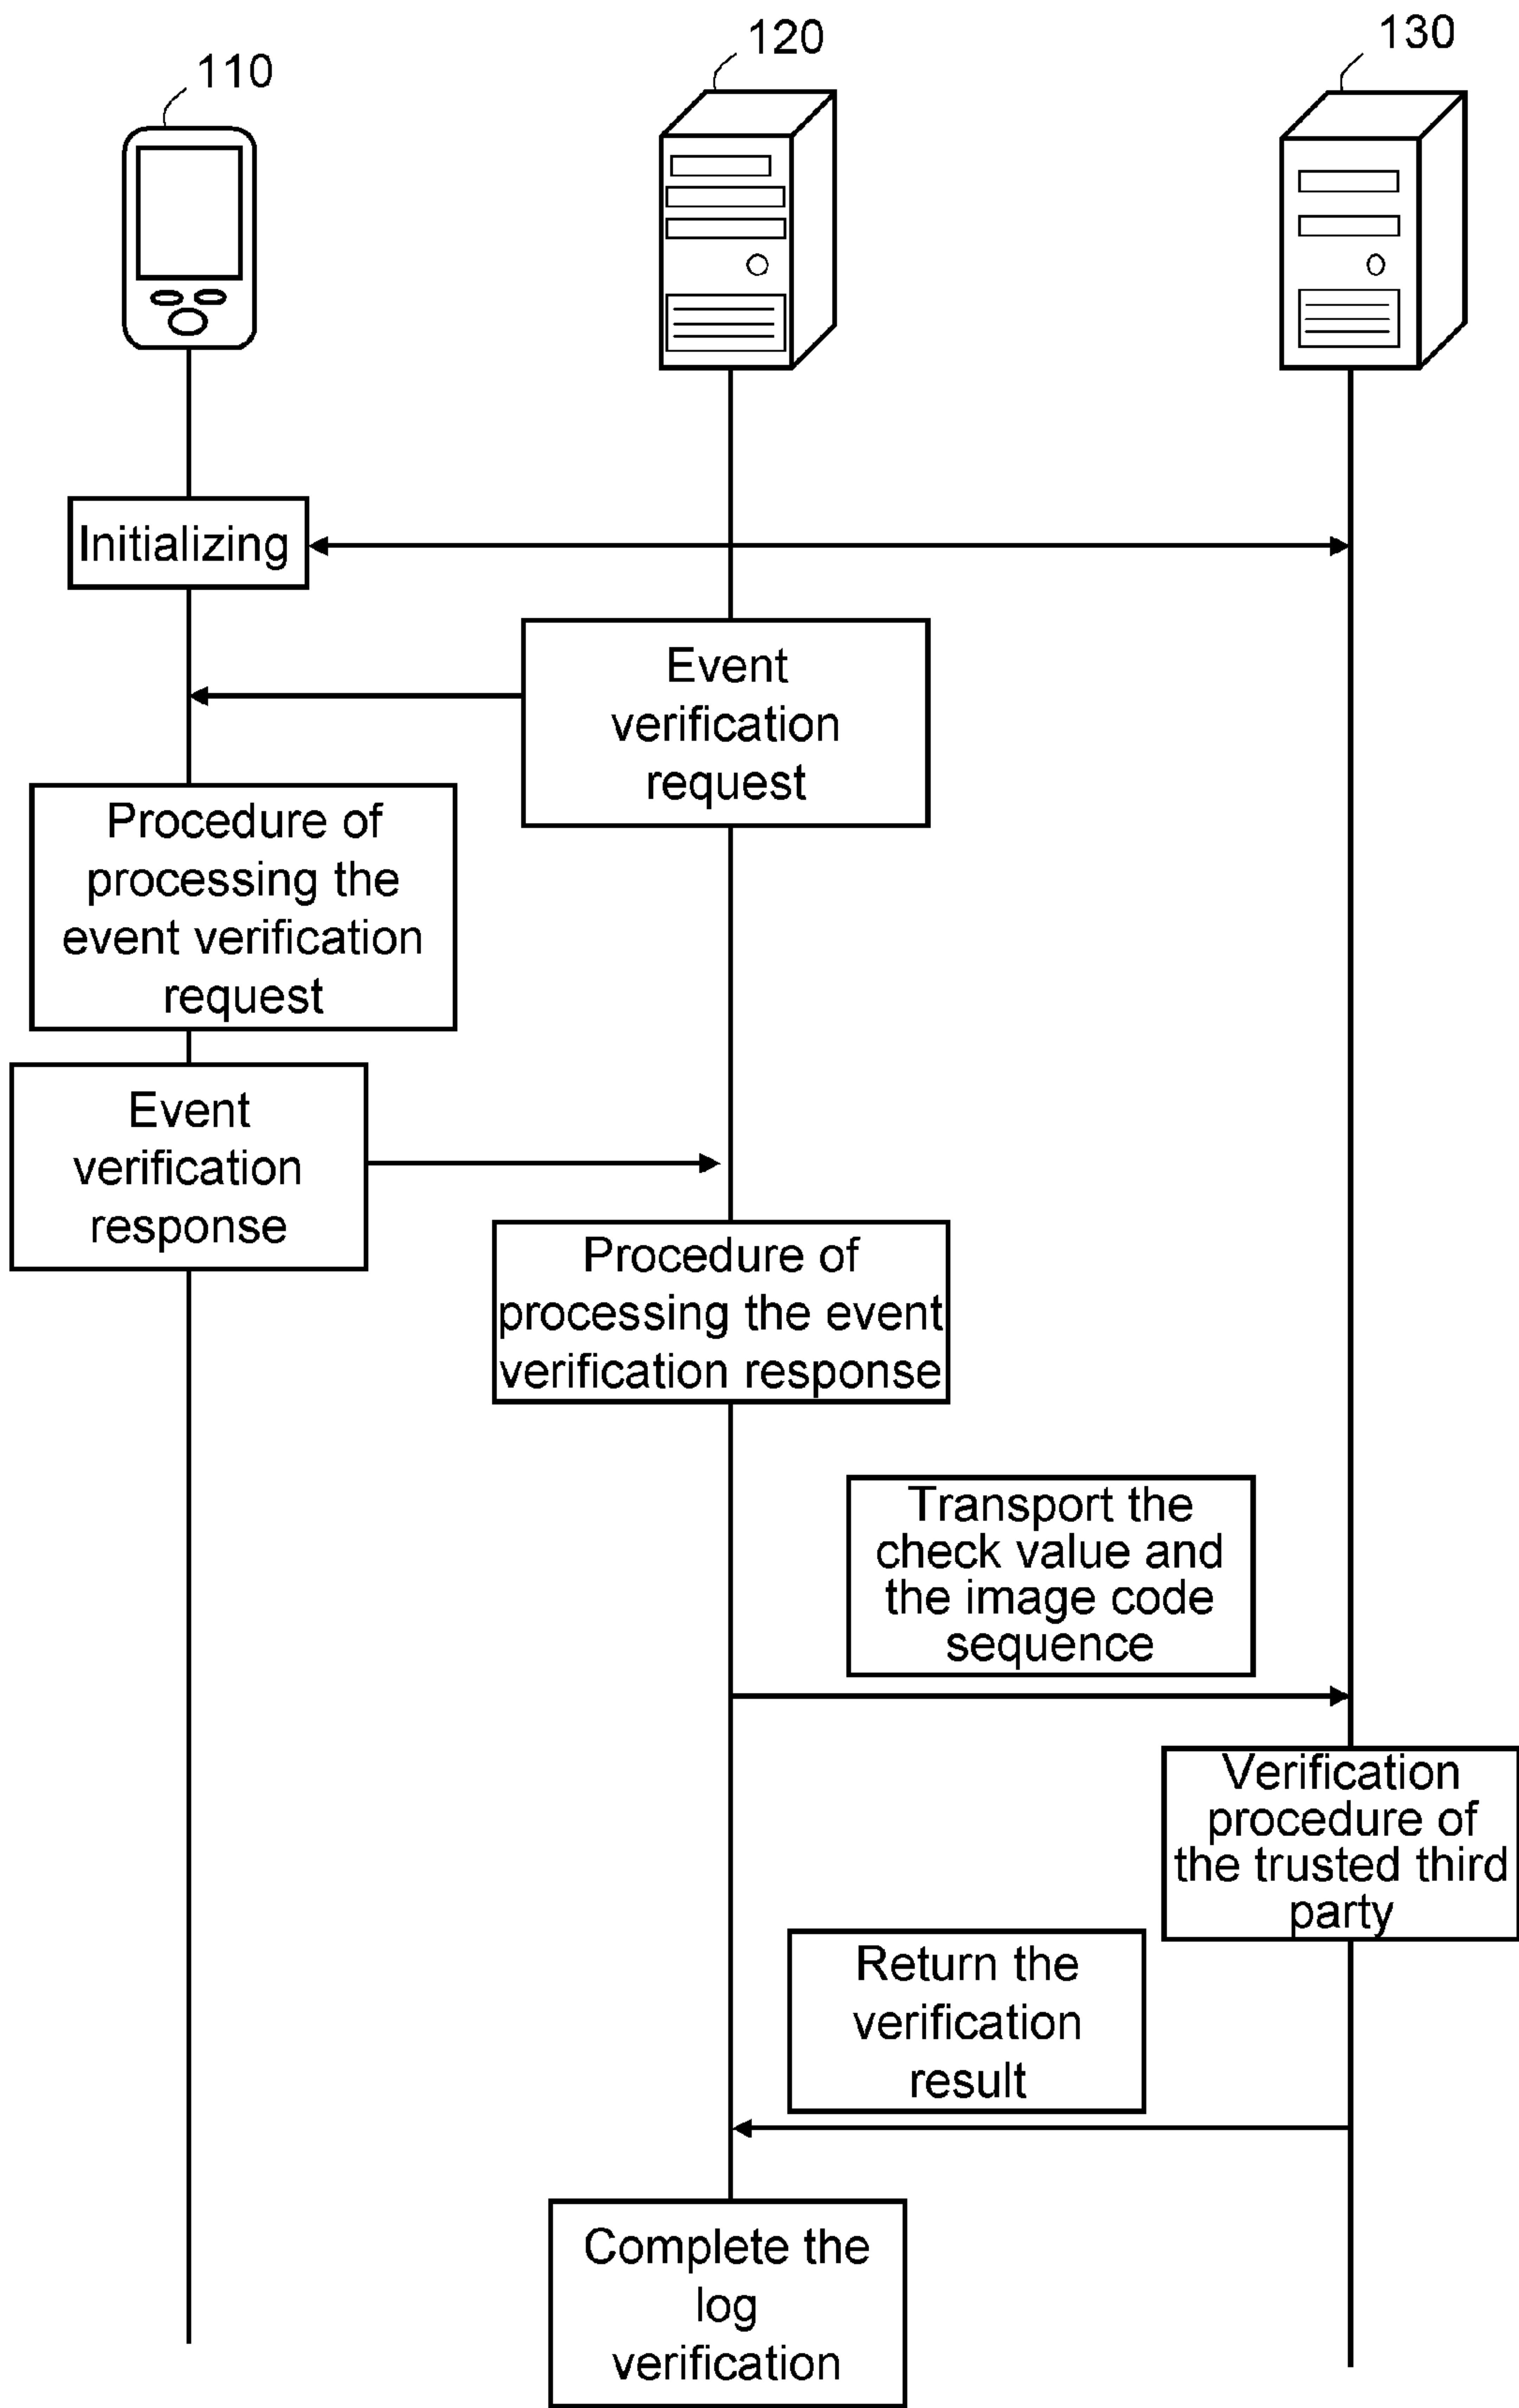 110
120
130
Initializing
Event
verification
request
Procedure of
processing the
event verification
request
Event
verification
response
Procedure of
processing the event
verification response
Transport the
check value and
the image code
sequence
Verification
procedure of
the trusted third
party
Return the
verification
result
Complete the
log
verification